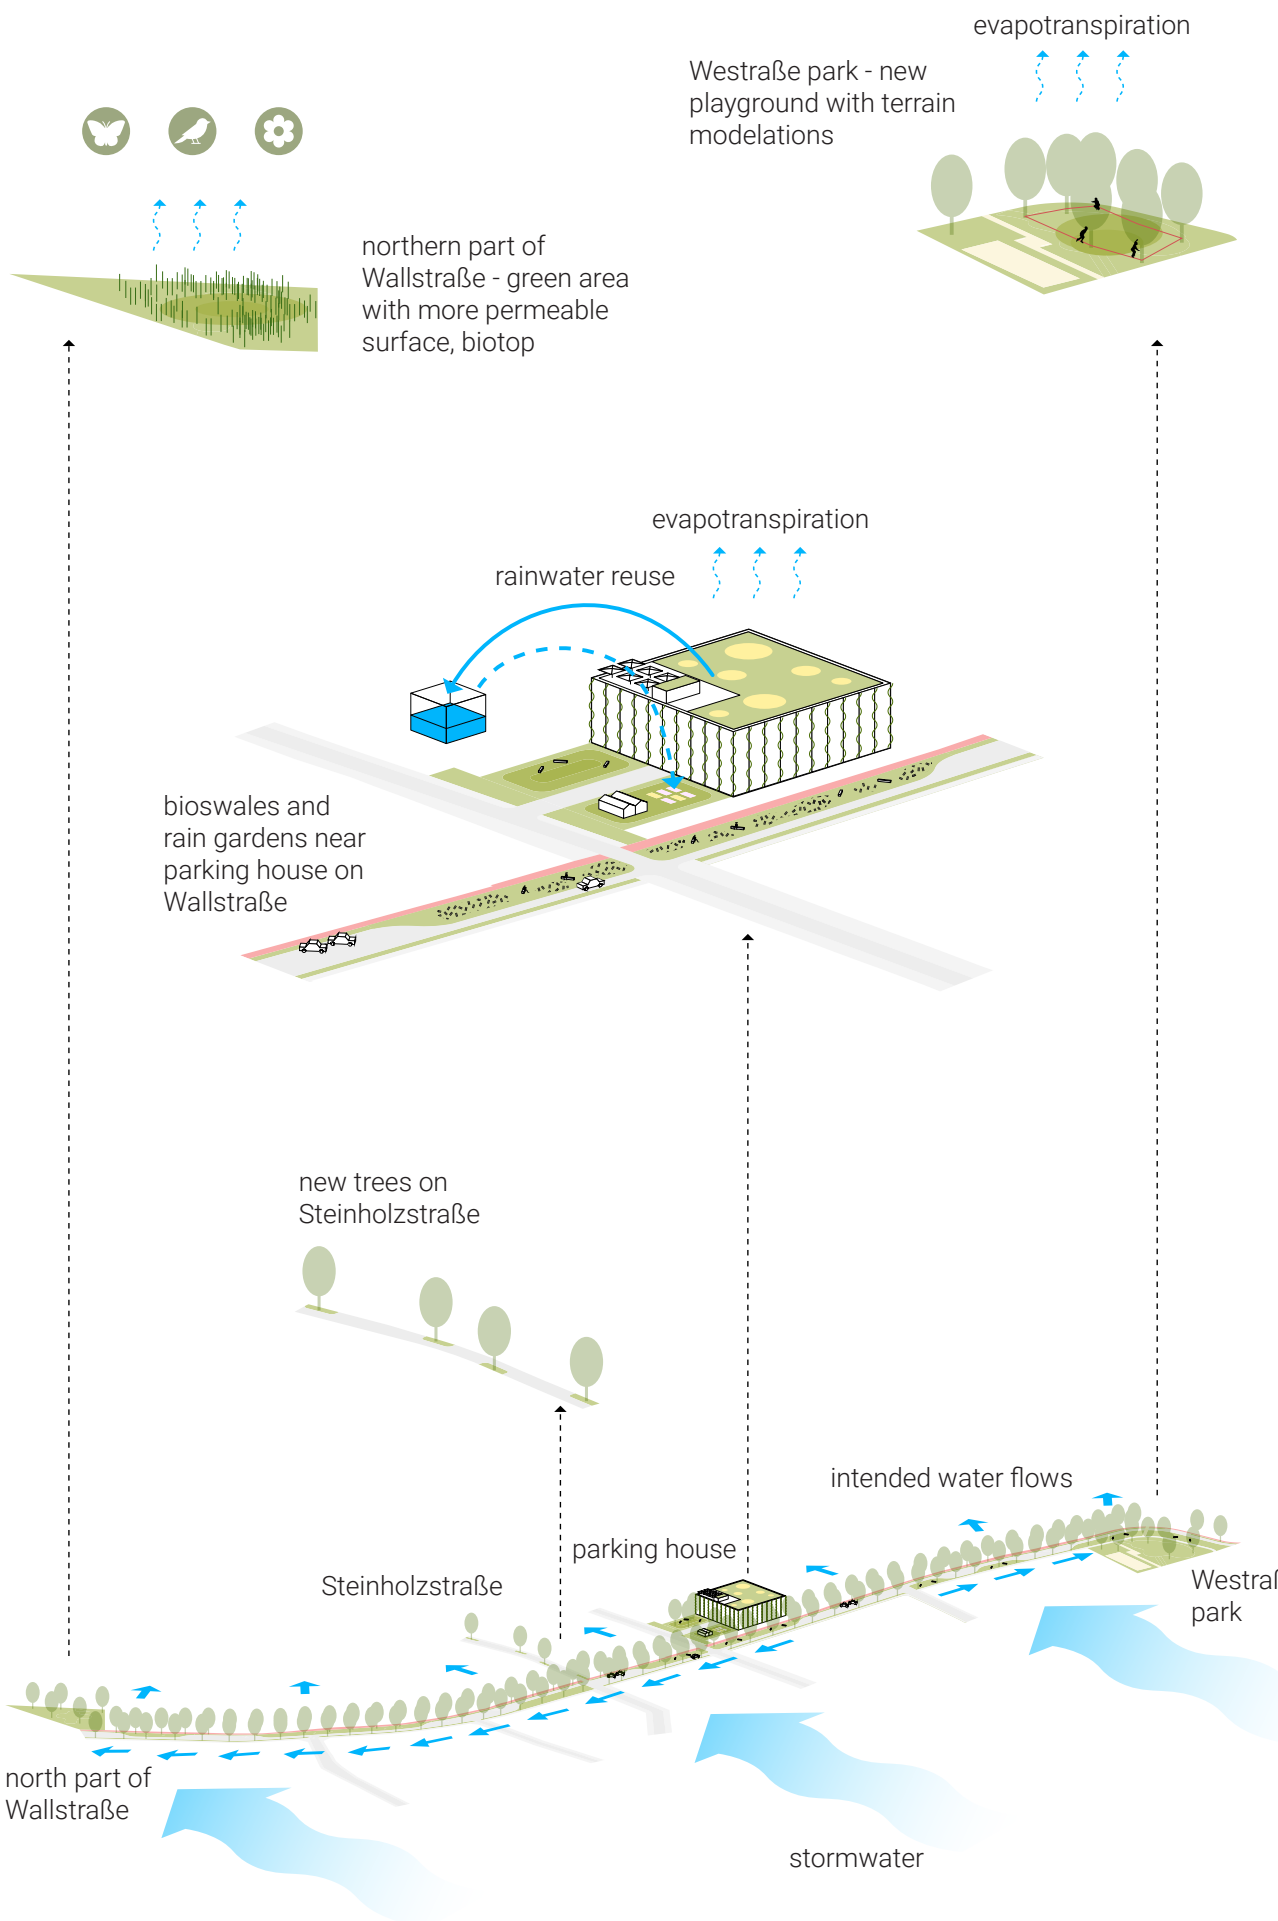 evapotranspiration
Westraße park - new
playground with terrain
modelations
northern part of
Wallstraße - green area
with more permeable
surface, biotop
evapotranspiration
rainwater reuse
bioswales and
rain gardens near
parking house on
Wallstraße
new trees on
Steinholzstraße
intended water flows
parking house
Steinholzstraße
park
north part of
Wallstraße
stormwater